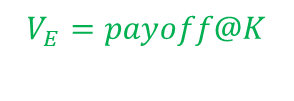 V_E = payoff@K